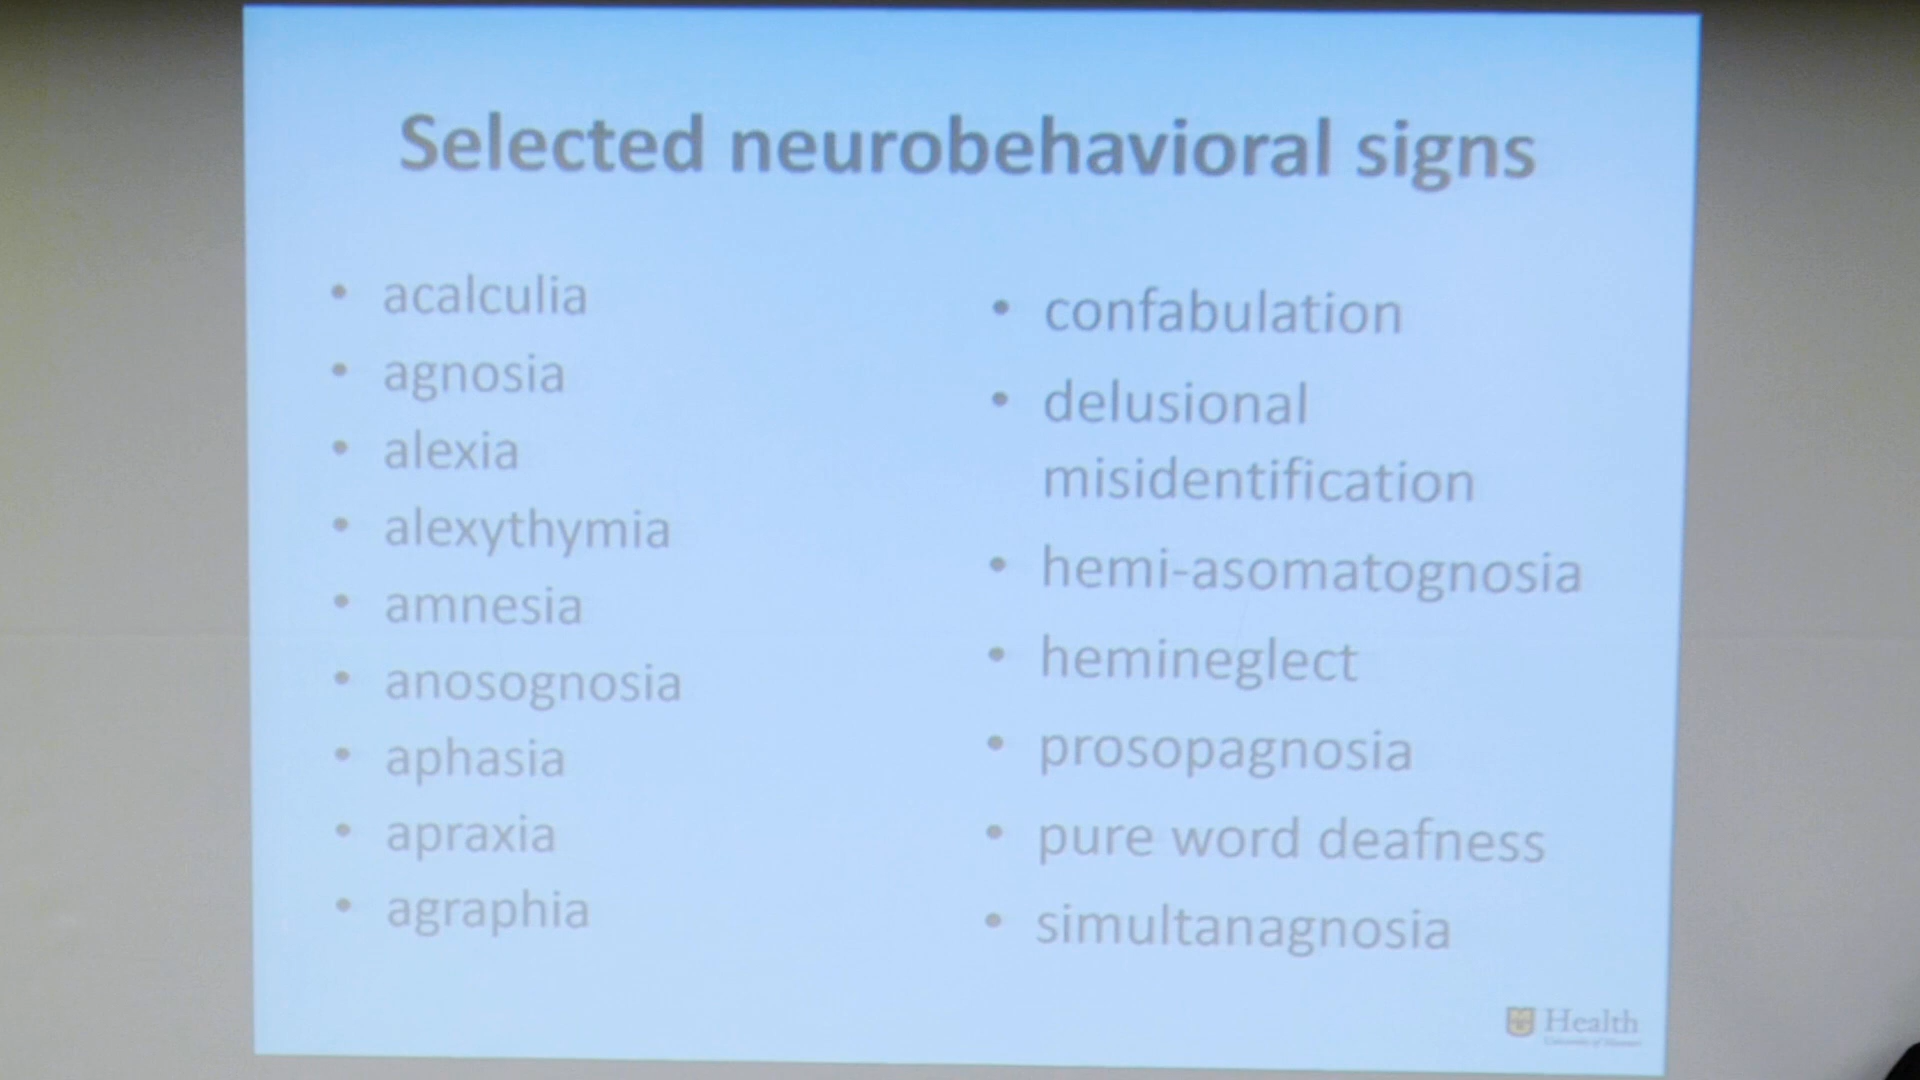 Selected neurobehavioral signs
• acalculia
• agnosia
• alexia
• alexythymia
• amnesia
• anosognosia
• aphasia
• apraxia
• agraphia
• confabulation
• delusional
misidentification
• hemi-asomatognosia
• hemineglect
• prosopagnosia
• pure word deafness
• simultanagnosia
Health